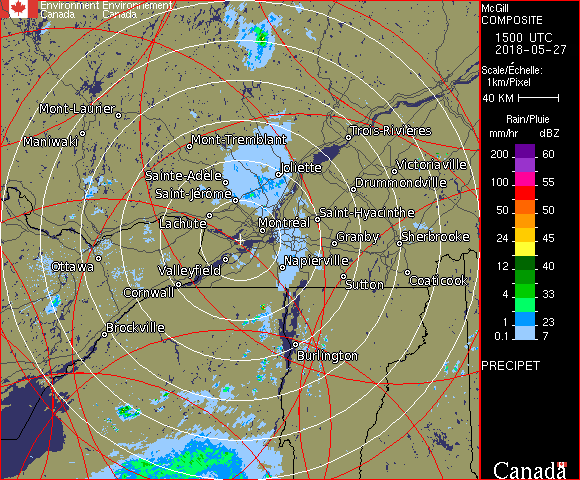 Environment Environnement
Canada Canada
McGill
COMPOSITE
1500 UTC
2018-05-27
Scale/Échelle:
1km/Pixel
40 KM
Rain/Pluie
mm/hr dBZ
200 60
150 57
100 55
50 50
24 45
12 40
4 33
1 23
0.1 7
PRECIPET
Canada
Mont-Laurier
Maniwaki
Mont-Tremblant
Trois-Rivières
Joliette
Victoriaville
Sainte-Adèle
Drummondville
Saint-Jérôme
Lachute
Saint-Hyacinthe
Montréal
Granby
Sherbrooke
Ottawa
Valleyfield
Napierville
Cornwall
Sutton
Coaticook
Brockville
Burlington